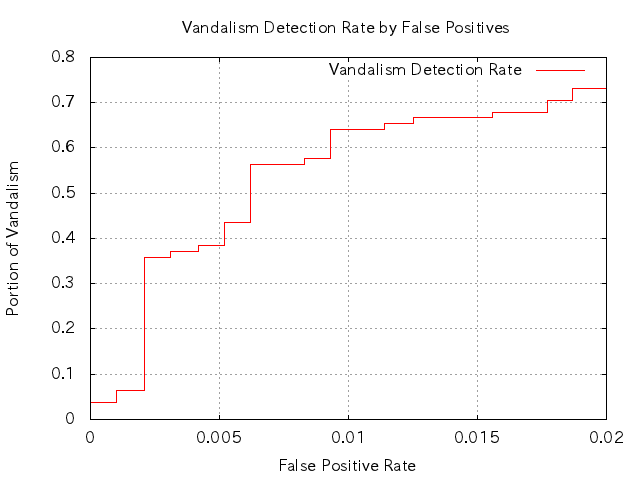 Vandalism Detection Rate by False Positives
Vandalism Detection Rate
0.8
0.7
0.6
0.5
0.4
0.3
0.2
0.1
0
Portion of Vandalism
0 0.005 0.01 0.015 0.02
False Positive Rate